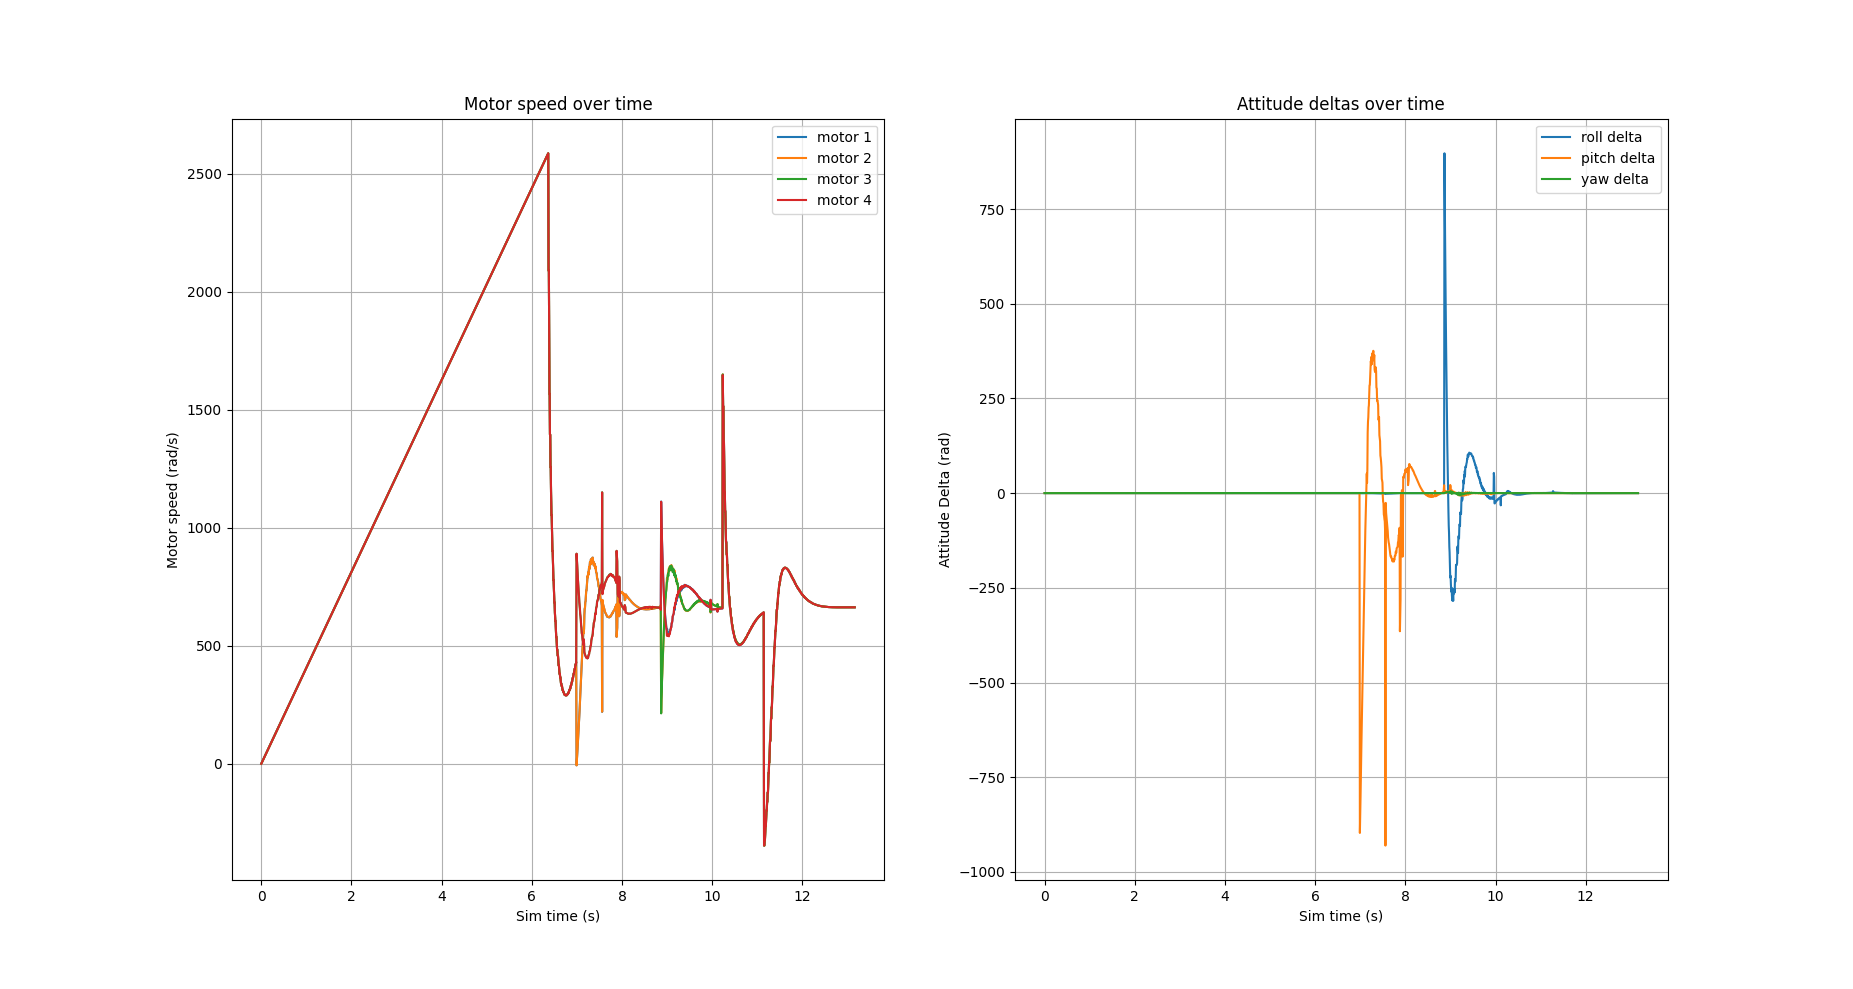 Motor speed over time
Motor speed (rad/s)
2500
2000
1500
1000
500
0
0
2
4
6
8
10
12
Sim time (s)
motor 1
motor 2
motor 3
motor 4
Attitude deltas over time
Attitude Delta (rad)
750
500
250
0
−250
−500
−750
−1000
0
2
4
6
8
10
12
Sim time (s)
roll delta
pitch delta
yaw delta